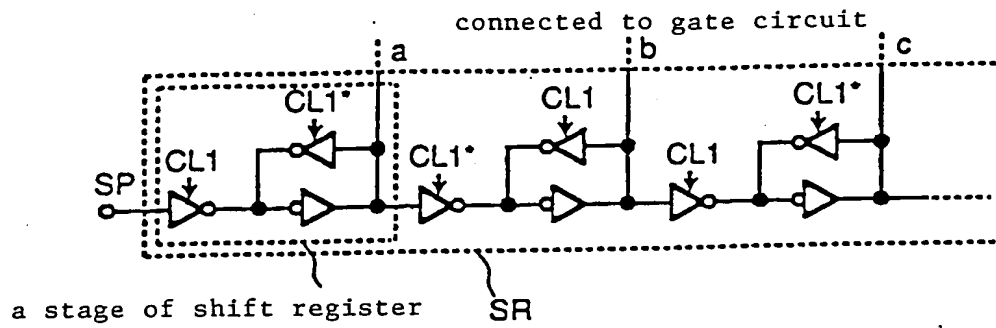 connected to gate circuit
a b c
CL1* CL1 CL1*
SP CL1 CL1* CL1
a stage of shift register SR